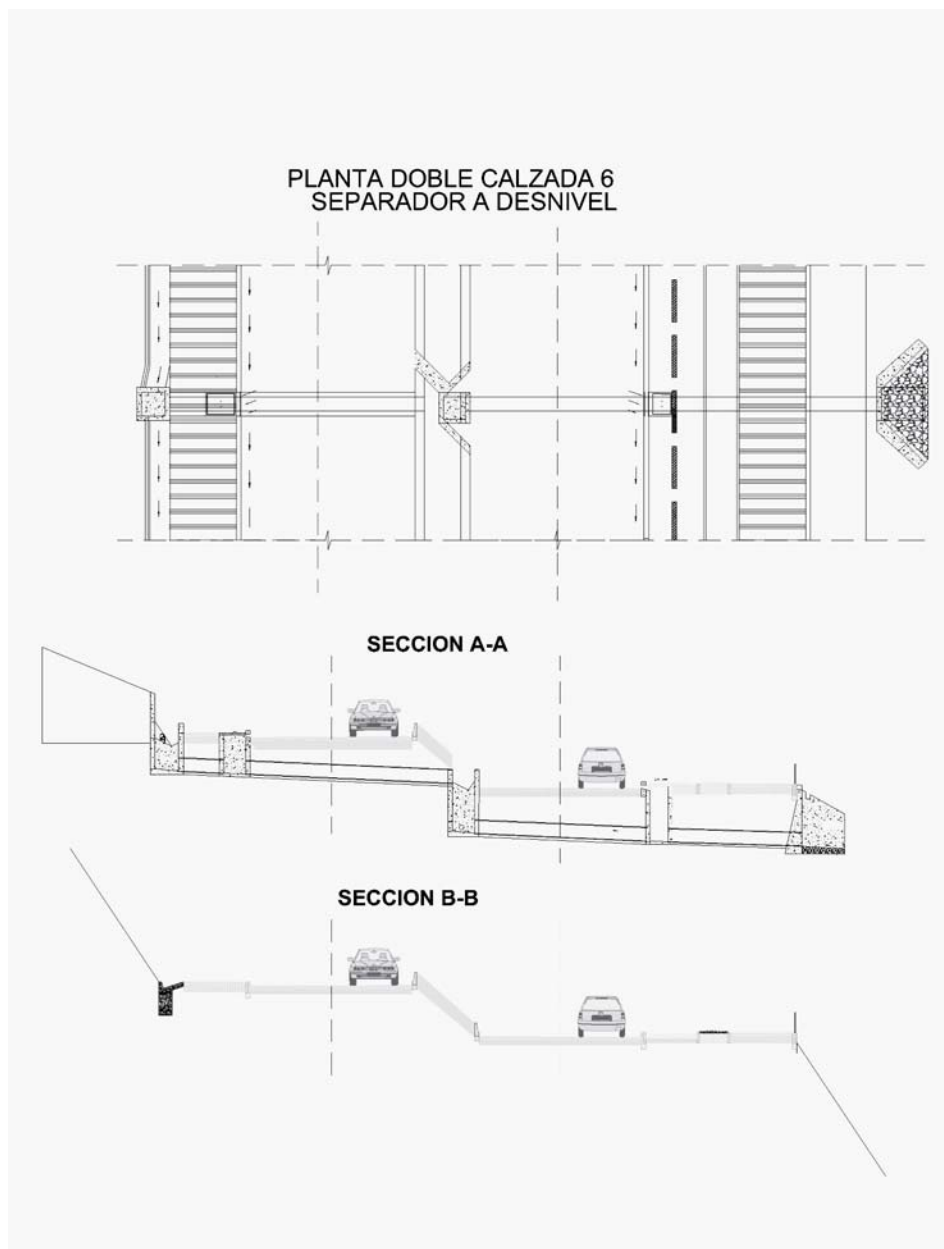 PLANTA DOBLE CALZADA 6
SEPARADOR A DESNIVEL
SECCION A-A
SECCION B-B